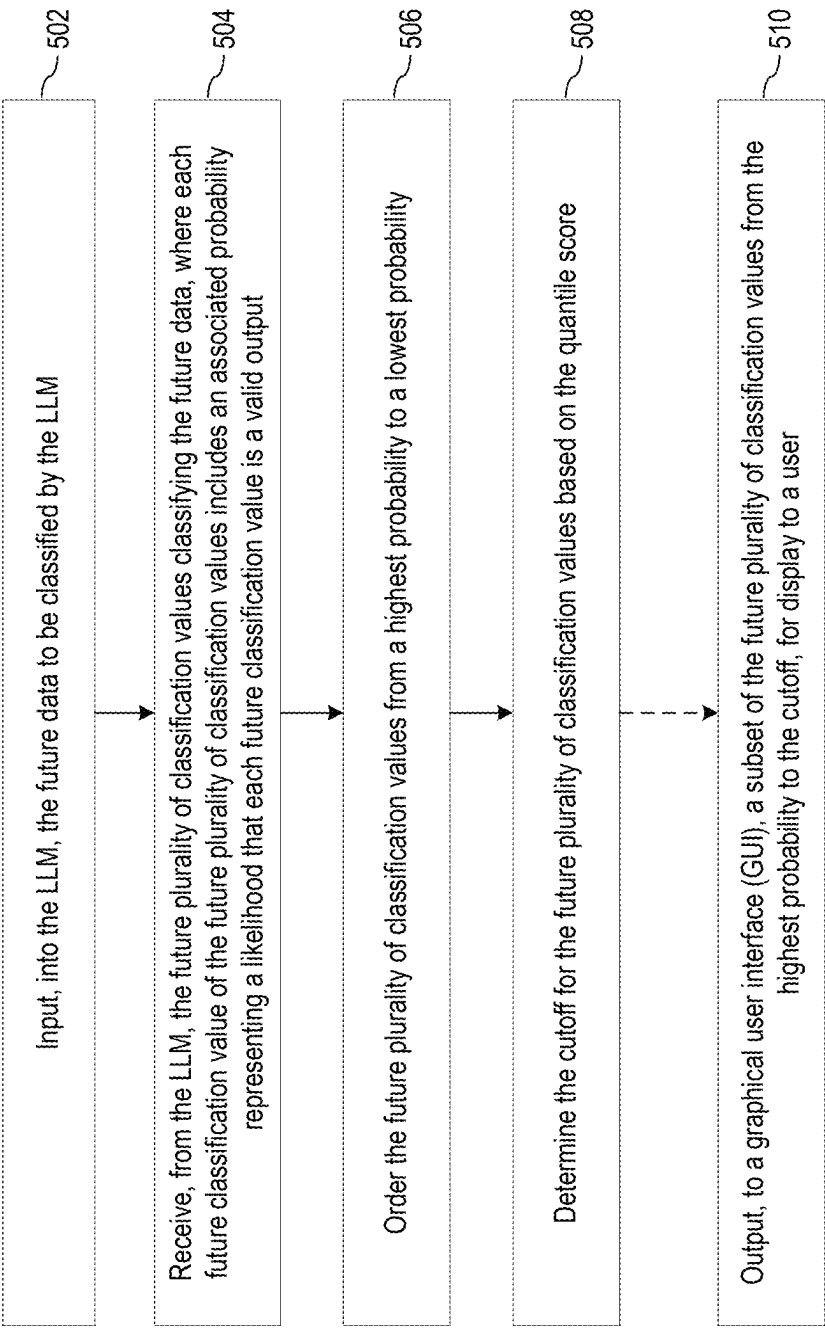 502
Input, into the LLM, the future data to be classified by the LLM
504
Receive, from the LLM, the future plurality of classification values classifying the future data, where each
future classification value of the future plurality of classification values includes an associated probability
representing a likelihood that each future classification value is a valid output
506
Order the future plurality of classification values from a highest probability to a lowest probability
508
Determine the cutoff for the future plurality of classification values based on the quantile score
510
Output, to a graphical user interface (GUI), a subset of the future plurality of classification values from the
highest probability to the cutoff, for display to a user